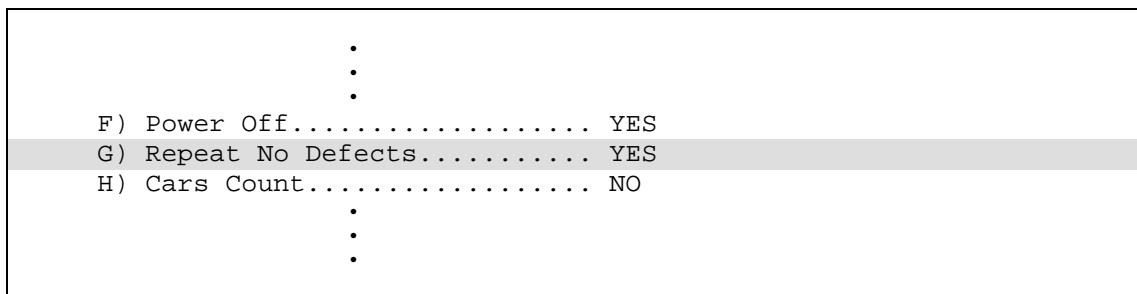 •
•
•
F) Power Off................... YES
G) Repeat No Defects........... YES
H) Cars Count.................. NO
•
•
•